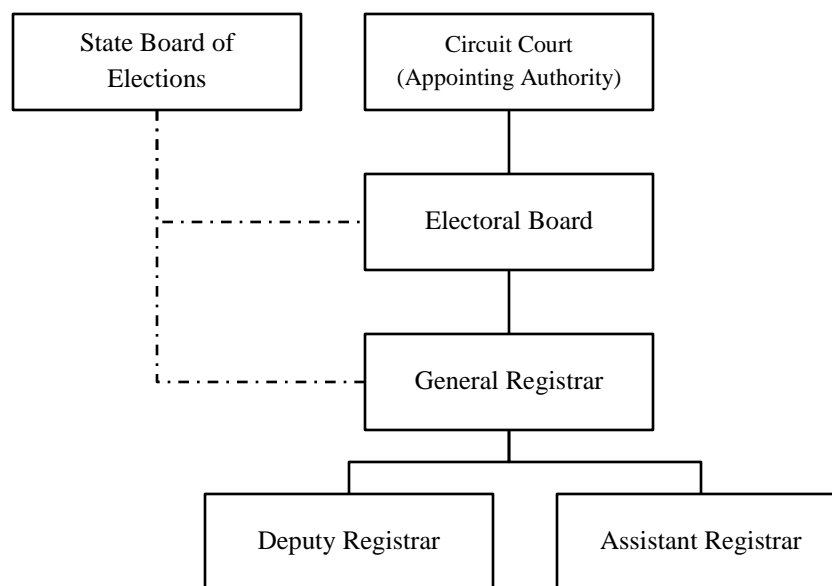 State Board of
Elections
Circuit Court
(Appointing Authority)
Electoral Board
General Registrar
Deputy Registrar
Assistant Registrar